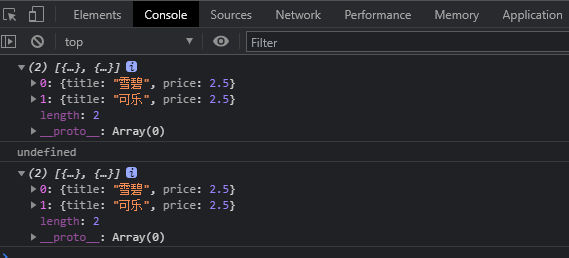 Elements Console Sources Network Performance Memory Application
top Filter
(2) [{…}, {…}] i
0: {title: "雪碧", price: 2.5}
1: {title: "可乐", price: 2.5}
length: 2
__proto__: Array(0)
undefined
(2) [{…}, {…}] i
0: {title: "雪碧", price: 2.5}
1: {title: "可乐", price: 2.5}
length: 2
__proto__: Array(0)